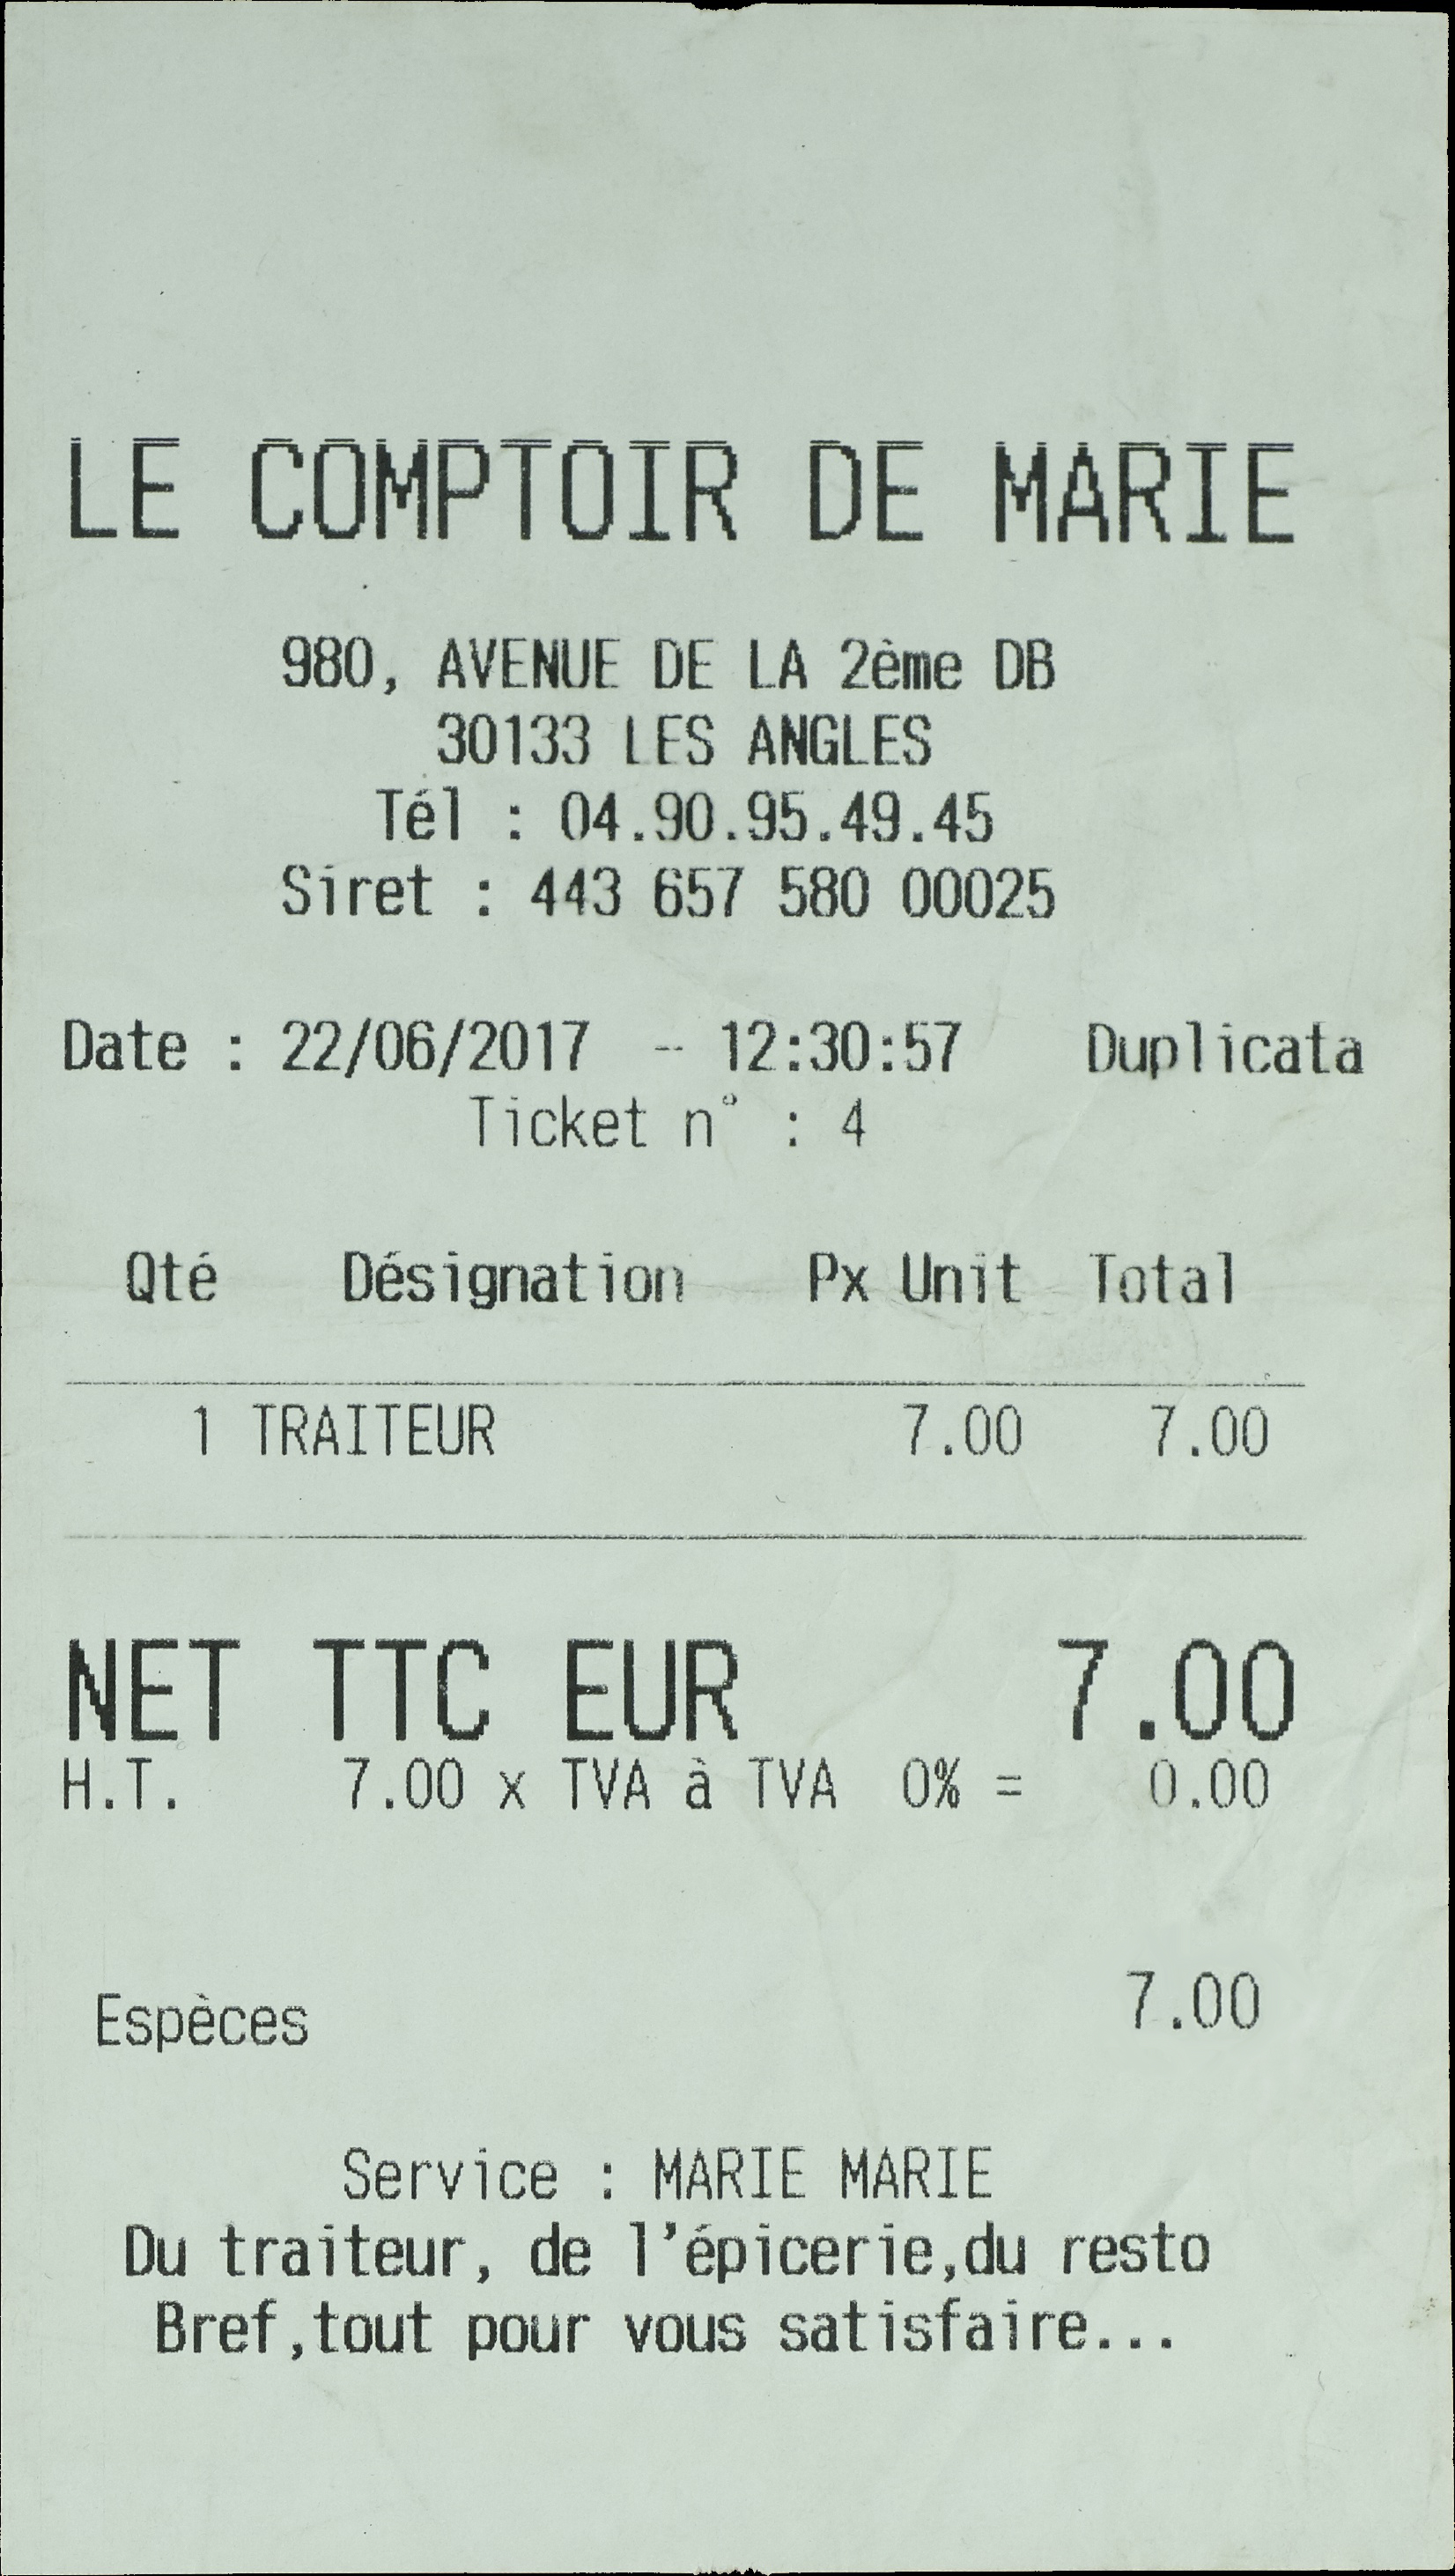 LE COMPTOIR DE MARIE
980, AVENUE DE LA 2ème DB
30133 LES ANGLES
Tél : 04.90.95.49.45
Siret : 443 657 580 00025
Date : 22/06/2017 - 12:30:57 Duplicata
Ticket n° : 4
Qté Désignation Px Unit Total
1 TRAITEUR 7.00 7.00
NET TTC EUR 7.00
H.T. 7.00 x TVA à TVA 0% = 0.00
Espèces 7.00
Service : MARIE MARIE
Du traiteur, de l'épicerie,du resto
Bref,tout pour vous satisfaire...